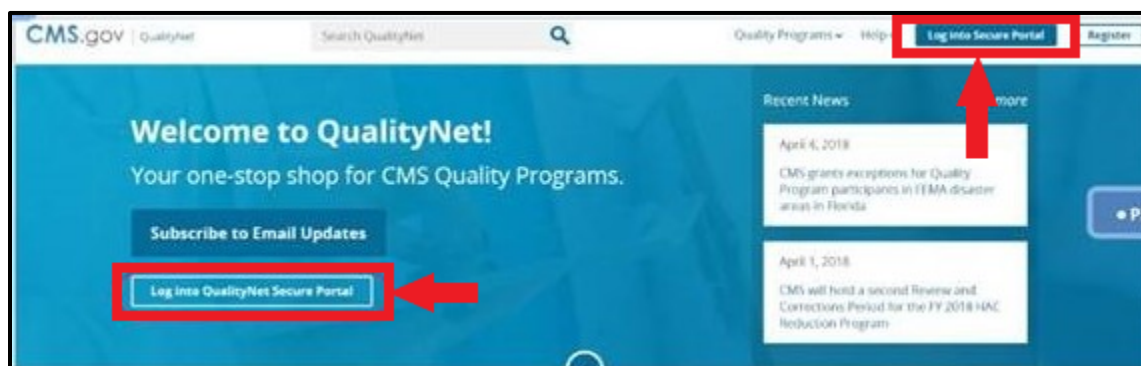 CMS.gov QualityNet
Search QualityNet
Quality Programs Help
Log into Secure Portal
Register
Welcome to QualityNet!
Your one-stop shop for CMS Quality Programs.
Subscribe to Email Updates
Log into QualityNet Secure Portal
Recent News
more
April 4, 2018
CMS grants exceptions for Quality
Program participants in FEMA disaster
areas in Florida
April 1, 2018
CMS will host a second Review and
Corrections Period for the FY 2018 HAC
Reduction Program
• P